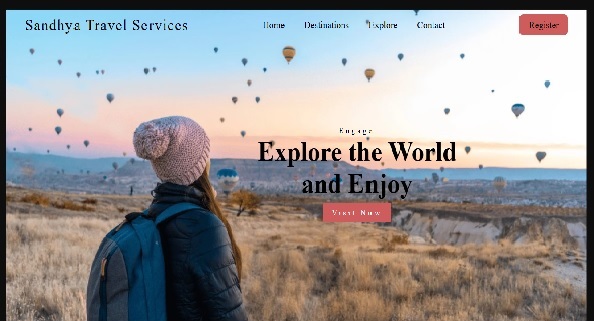 Sandhya Travel Services
Home Destinations Explore Contact Register
Engage
Explore the World
and Enjoy
Visit Now